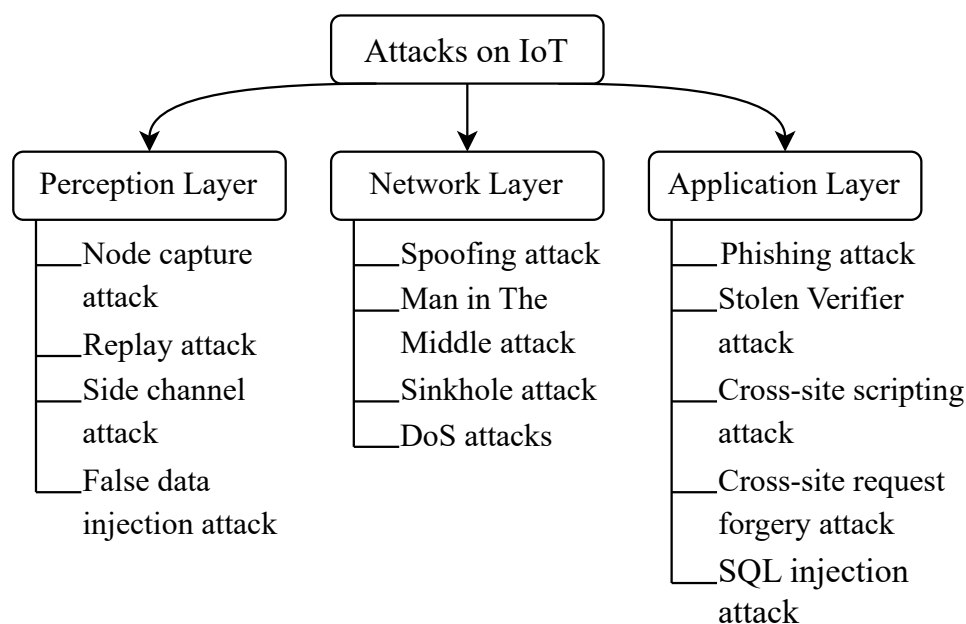 Attacks on IoT
Perception Layer
Node capture
attack
Replay attack
Side channel
attack
False data
injection attack
Network Layer
Spoofing attack
Man in The
Middle attack
Sinkhole attack
DoS attacks
Application Layer
Phishing attack
Stolen Verifier
attack
Cross-site scripting
attack
Cross-site request
forgery attack
SQL injection
attack